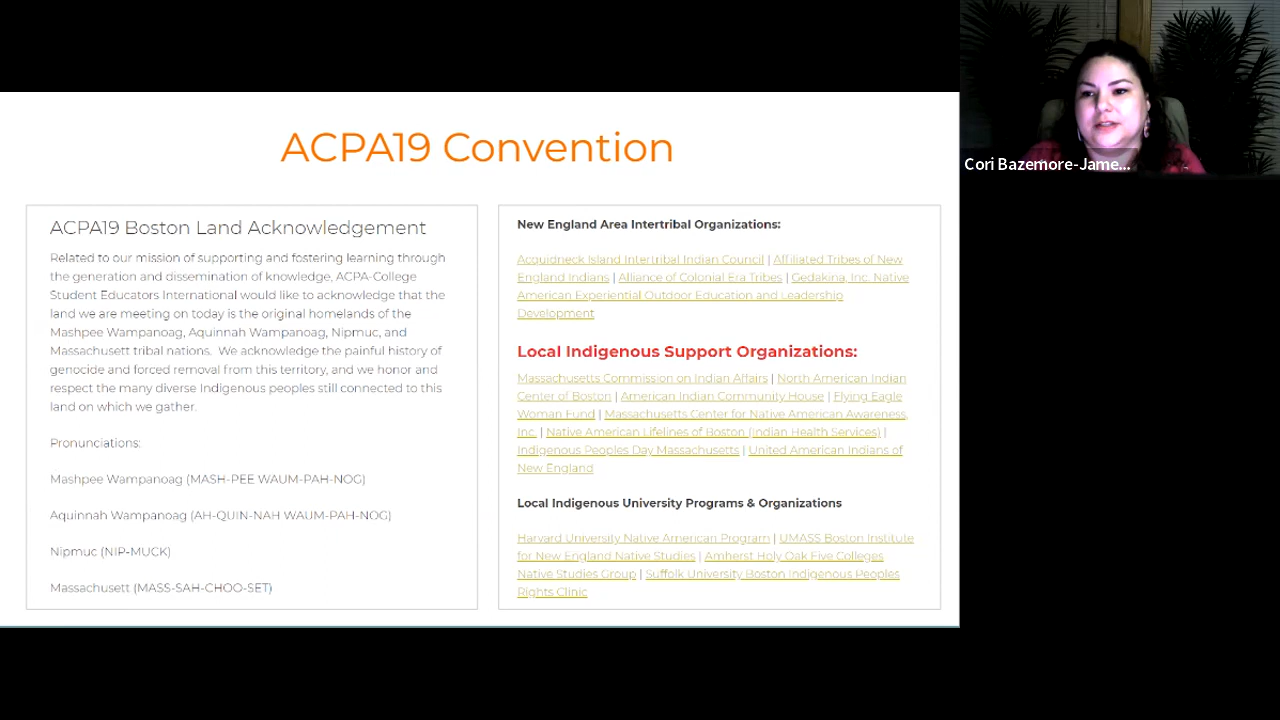 ACPA19 Convention
ACPA19 Boston Land Acknowledgement
Related to our mission of supporting and fostering learning through
the generation and dissemination of knowledge, ACPA-College
Student Educators International would like to acknowledge that the
land we are meeting on today is the original homelands of the
Mashpee Wampanoag, Aquinnah Wampanoag, Nipmuc, and
Massachusett tribal nations. We acknowledge the painful history of
genocide and forced removal from this territory, and we honor and
respect the many diverse Indigenous peoples still connected to this
land on which we gather.
Pronunciations:
Mashpee Wampanoag (MASH-PEE WAUM-PAH-NOG)
Aquinnah Wampanoag (AH-QUIN-NAH WAUM-PAH-NOG)
Nipmuc (NIP-MUCK)
Massachusett (MASS-SAH-CHOO-SET)
New England Area Intertribal Organizations:
Acquidneck Island Intertribal Indian Council | Affiliated Tribes of New
England Indians | Alliance of Colonial Era Tribes | Gedakina, Inc. Native
American Experiential Outdoor Education and Leadership
Development
Local Indigenous Support Organizations:
Massachusetts Commission on Indian Affairs | North American Indian
Center of Boston | American Indian Community House | Flying Eagle
Woman Fund | Massachusetts Center for Native American Awareness,
Inc. | Native American Lifelines of Boston (Indian Health Services) |
Indigenous Peoples Day Massachusetts | United American Indians of
New England
Local Indigenous University Programs & Organizations
Harvard University Native American Program | UMASS Boston Institute
for New England Native Studies | Amherst Holy Oak Five Colleges
Native Studies Group | Suffolk University Boston Indigenous Peoples
Rights Clinic
Cori Bazemore-Jame...